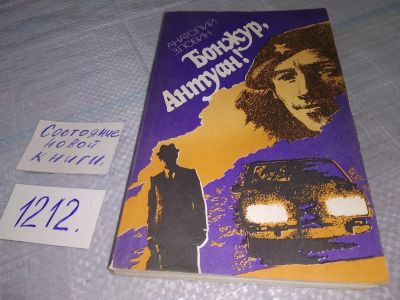 АНАТОЛИЙ
ЗЛОБИН
Бонжур,
Антуан!
Состояние
новой
книги.
1212.